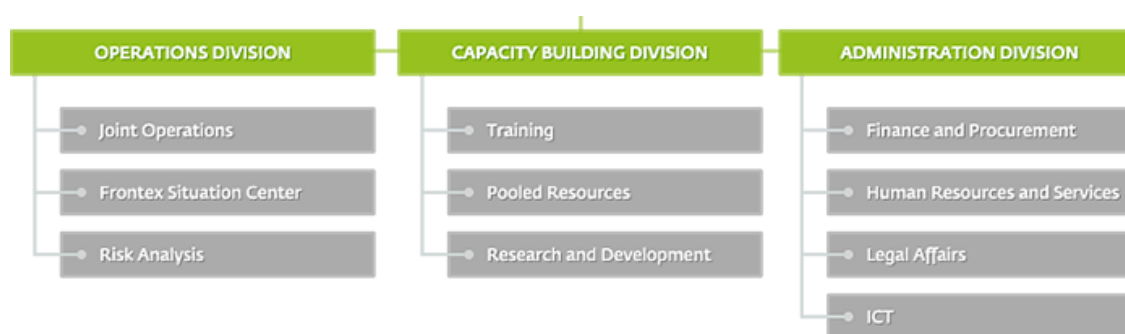 OPERATIONS DIVISION
Joint Operations
Frontex Situation Center
Risk Analysis
CAPACITY BUILDING DIVISION
Training
Pooled Resources
Research and Development
ADMINISTRATION DIVISION
Finance and Procurement
Human Resources and Services
Legal Affairs
ICT